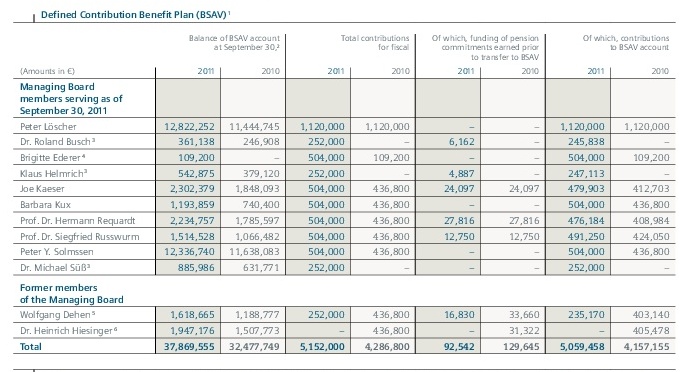 Defined Contribution Benefit Plan (BSAV) ¹
Balance of BSAV account at September 30,² Total contributions for fiscal Of which, funding of pension commitments earned prior to transfer to BSAV Of which, contributions to BSAV account
(Amounts in €) 2011 2010 2011 2010 2011 2010 2011 2010
Managing Board
members serving as of
September 30, 2011
Peter Löscher 12,822,252 11,444,745 1,120,000 1,120,000 – – 1,120,000 1,120,000
Dr. Roland Busch ³ 361,138 246,908 252,000 – 6,162 – 245,838 –
Brigitte Ederer ⁴ 109,200 – 504,000 109,200 – – 504,000 109,200
Klaus Helmrich ³ 542,875 379,120 252,000 – 4,887 – 247,113 –
Joe Kaeser 2,302,379 1,848,093 504,000 436,800 24,097 24,097 479,903 412,703
Barbara Kux 1,193,859 740,400 504,000 436,800 – – 504,000 436,800
Prof. Dr. Hermann Requardt 2,234,757 1,785,597 504,000 436,800 27,816 27,816 476,184 408,984
Prof. Dr. Siegfried Russwurm 1,514,528 1,066,482 504,000 436,800 12,750 12,750 491,250 424,050
Peter Y. Solmssen 12,336,740 11,638,083 504,000 436,800 – – 504,000 436,800
Dr. Michael Süß ³ 885,986 631,771 252,000 – – – 252,000 –
Former members
of the Managing Board
Wolfgang Dehen ⁵ 1,618,665 1,188,777 252,000 436,800 16,830 33,660 235,170 403,140
Dr. Heinrich Hiesinger ⁶ 1,947,176 1,507,773 – 436,800 – 31,322 – 405,478
Total 37,869,555 32,477,749 5,152,000 4,286,800 92,542 129,645 5,059,458 4,157,155